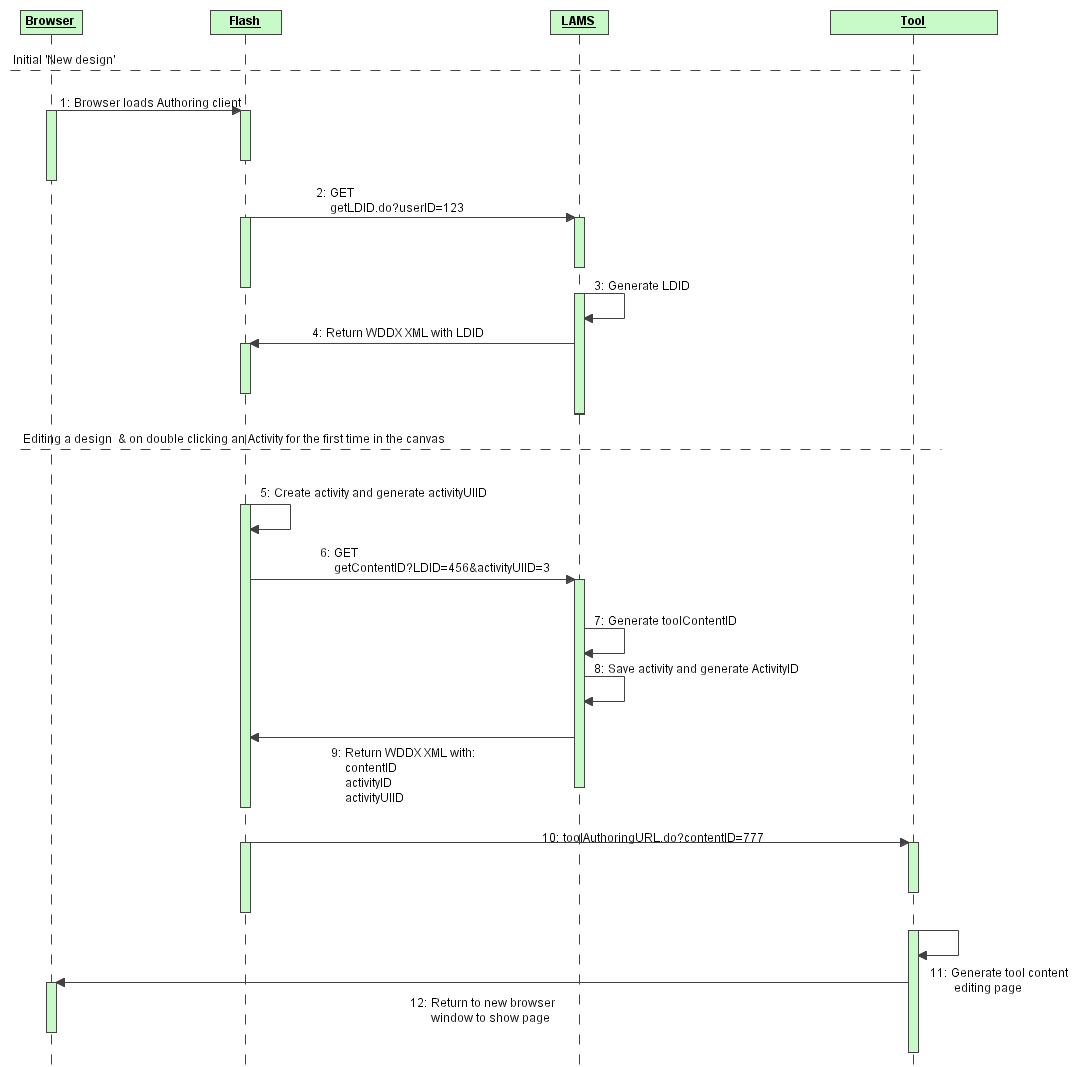 Browser
Flash
LAMS
Tool
Initial 'New design'
1: Browser loads Authoring client
2: GET
getLDID.do?userID=123
3: Generate LDID
4: Return WDDX XML with LDID
Editing a design & on double clicking an Activity for the first time in the canvas
5: Create activity and generate activityUIID
6: GET
getContentID?LDID=456&activityUIID=3
7: Generate toolContentID
8: Save activity and generate ActivityID
9: Return WDDX XML with:
contentID
activityID
activityUIID
10: toolAuthoringURL.do?contentID=777
11: Generate tool content
editing page
12: Return to new browser
window to show page